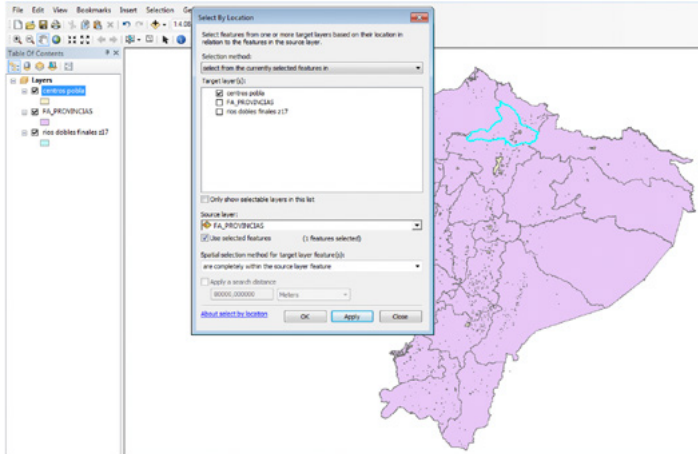 File Edit View Bookmarks Insert Selection Ge
Table Of Contents
Layers
centros pobla
FA_PROVINCIAS
rios dobles finales z17
Select By Location
Select features from one or more target layers based on their location in
relation to the features in the source layer.
Selection method:
select from the currently selected features in
Target layer(s):
centros pobla
FA_PROVINCIAS
rios dobles finales z17
Only show selectable layers in this list
Source layer:
FA_PROVINCIAS
Use selected features (1 features selected)
Spatial selection method for target layer feature(s):
are completely within the source layer feature
Apply a search distance
80000,000000 Meters
About select by location OK Apply Close